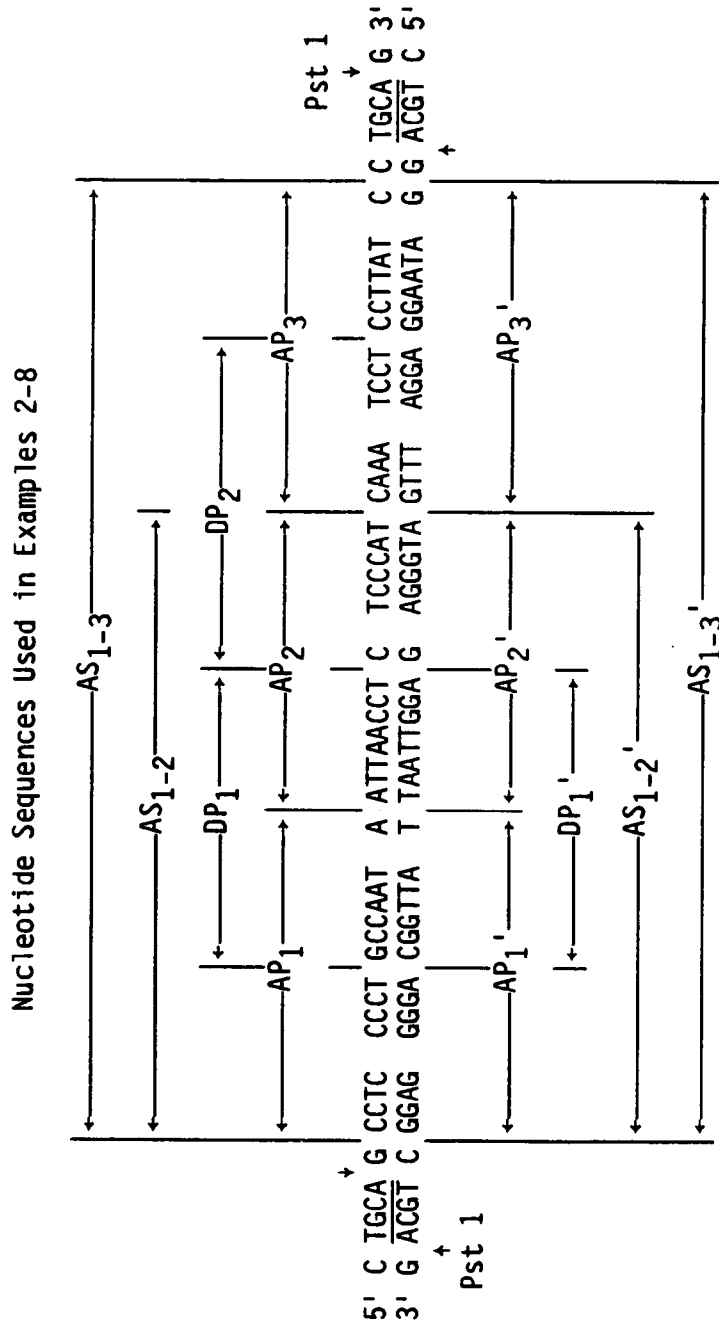 Nucleotide Sequences Used in Examples 2-8
AS1-3
AS1-2
DP1 DP2
AP1 AP2 AP3
Pst 1
5' C TGCA G CCTC CCCT GCCAAT A ATTAACCT C TCCCAT CAAA TCCT CCTTAT C C TGCA G 3'
3' G ACGT C GGAG GGGA CGGTTA T TAATTGGA G AGGGTA GTTT AGGA GGAATA G G ACGT C 5'
Pst 1
AP1' AP2' AP3'
DP1'
AS1-2'
AS1-3'